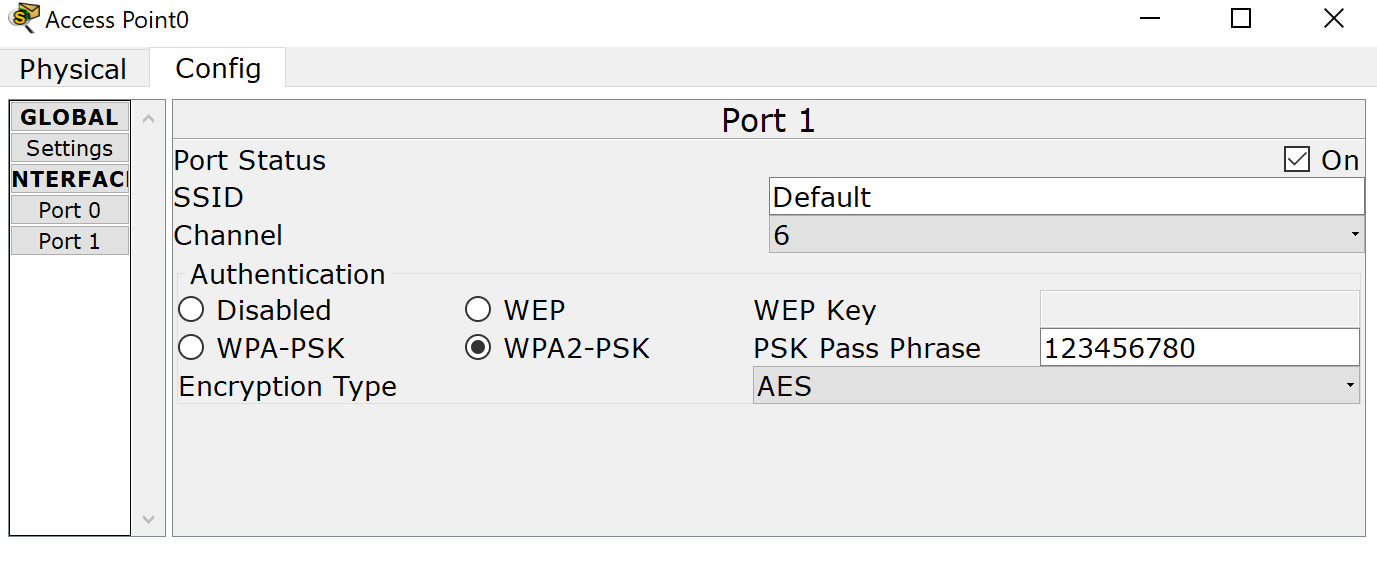 Access Point0
Physical Config
GLOBAL
Settings
NTERFAC
Port 0
Port 1
Port 1
Port Status On
SSID Default
Channel 6
Authentication
Disabled WEP WEP Key
WPA-PSK WPA2-PSK PSK Pass Phrase 123456780
Encryption Type AES